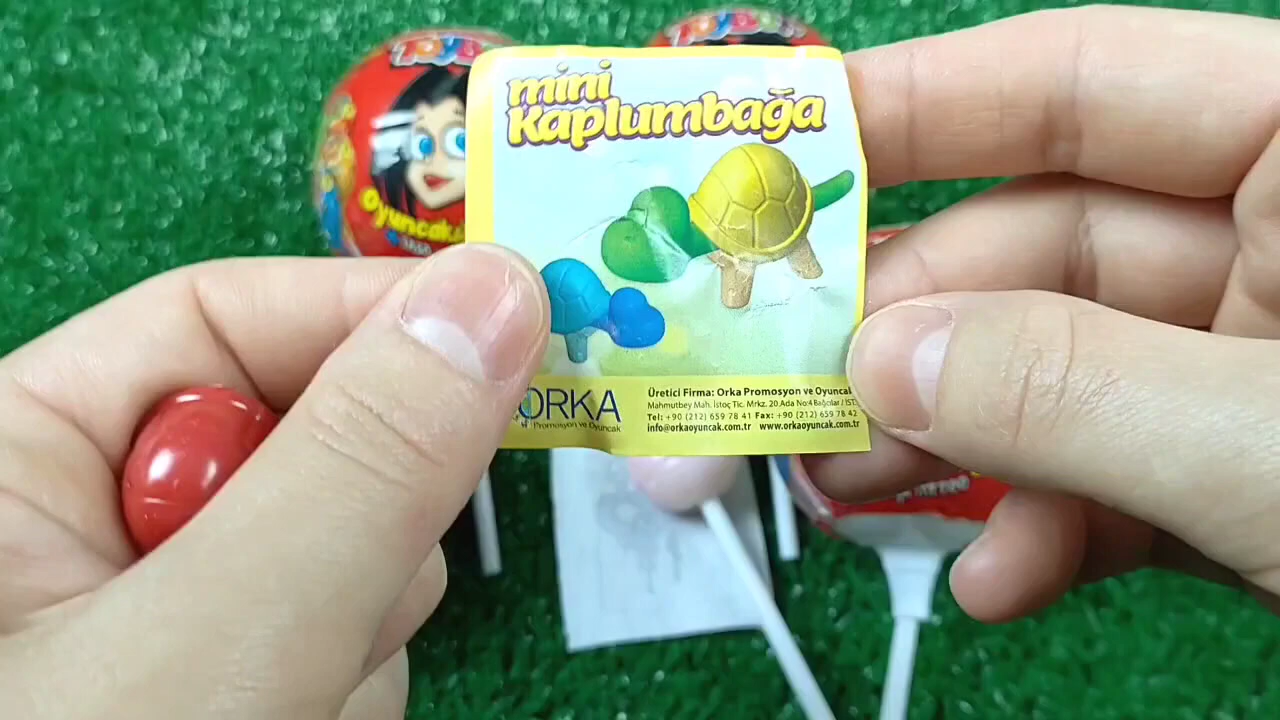 TOYBOX
mini
Kaplumbağa
Oyuncak
ORKA
Promosyon ve Oyuncak
Üretici Firma: Orka Promosyon ve Oyuncak
Mahmutbey Mah. İstoç Tic. Mrkz. 20.Ada No:4 Bağcılar / İST.
Tel: +90 (212) 659 78 41 Fax: +90 (212) 659 78 42
info@orkaoyuncak.com.tr www.orkaoyuncak.com.tr